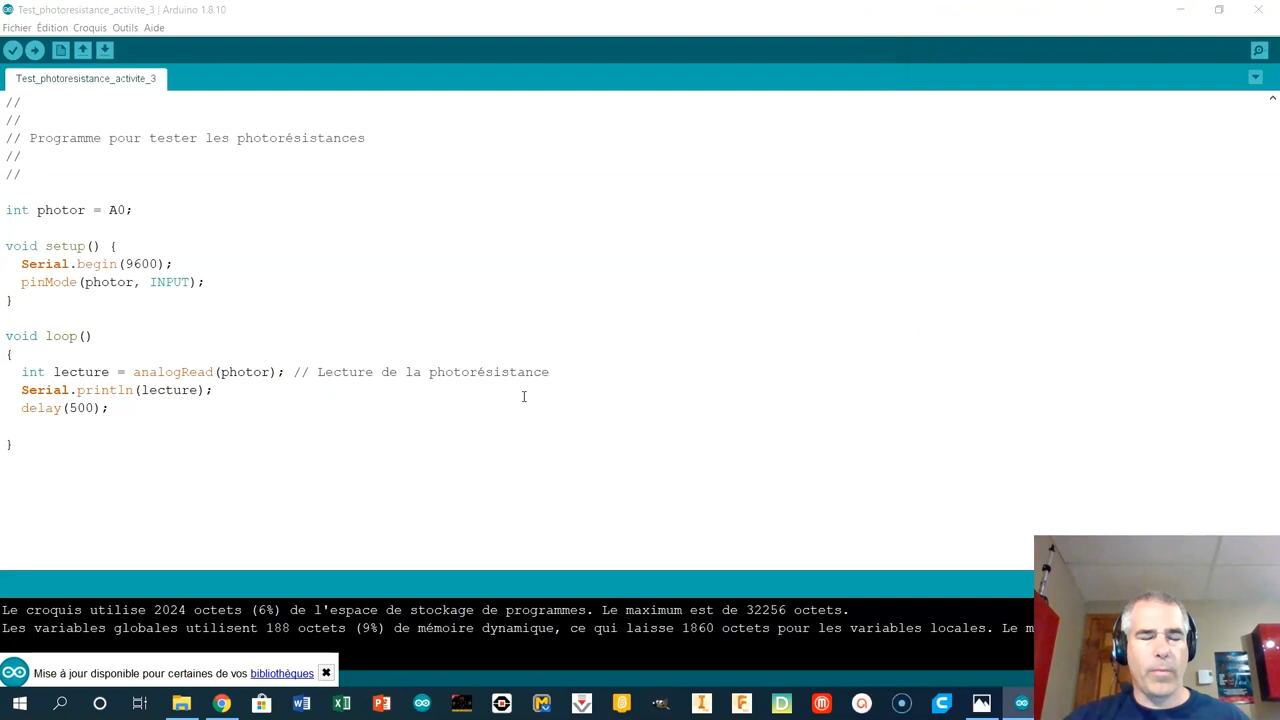 Test_photoresistance_activite_3 | Arduino 1.8.10
Fichier Édition Croquis Outils Aide
Test_photoresistance_activite_3
//
//
// Programme pour tester les photorésistances
//
//
int photor = A0;
void setup() {
Serial.begin(9600);
pinMode(photor, INPUT);
}
void loop()
{
int lecture = analogRead(photor); // Lecture de la photorésistance
Serial.println(lecture);
delay(500);
}
Le croquis utilise 2024 octets (6%) de l'espace de stockage de programmes. Le maximum est de 32256 octets.
Les variables globales utilisent 188 octets (9%) de mémoire dynamique, ce qui laisse 1860 octets pour les variables locales. Le m
Mise à jour disponible pour certaines de vos bibliothèques